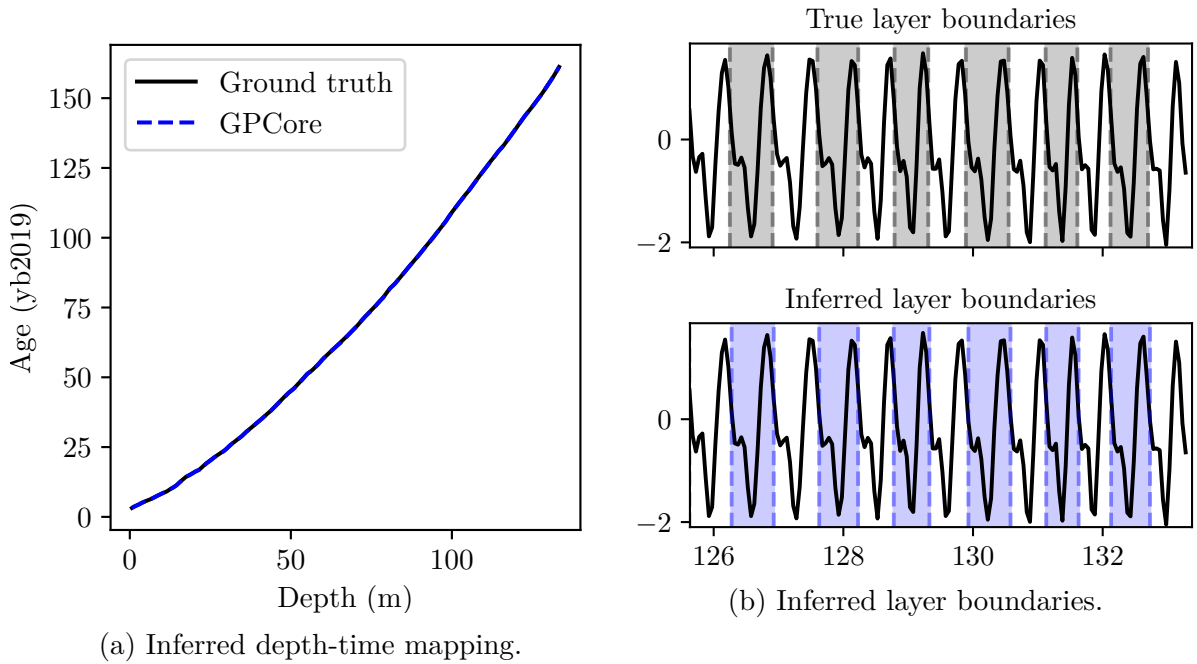 Ground truth
GPCore
150
125
100
75
50
25
0
Age (yb2019)
0 50 100
Depth (m)
(a) Inferred depth-time mapping.
True layer boundaries
0
−2
Inferred layer boundaries
0
−2
126 128 130 132
(b) Inferred layer boundaries.